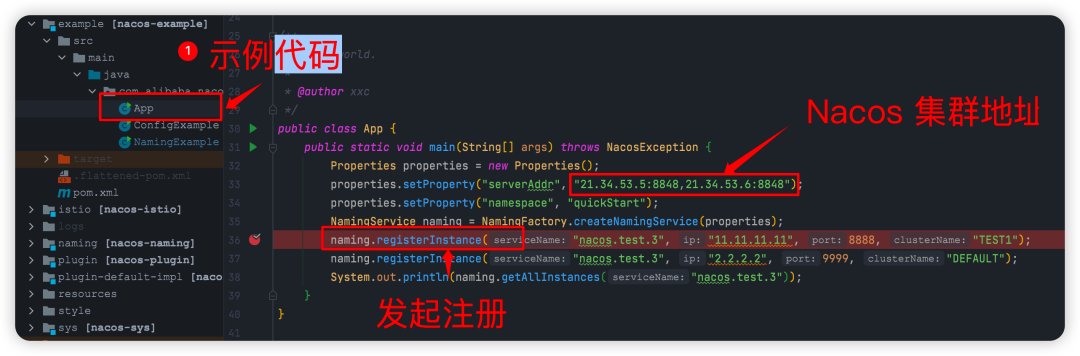 example [nacos-example]
src
main
java
com.alibaba.naco
App
ConfigExample
NamingExample
target
.flattened-pom.xml
pom.xml
istio [nacos-istio]
logs
naming [nacos-naming]
plugin [nacos-plugin]
plugin-default-impl [nacos
resources
style
sys [nacos-sys]
1 示例代码
Nacos 集群地址
发起注册
24
25 /**
26 world.
27 *
28 * @author xxc
29 */
30 public class App {
31 public static void main(String[] args) throws NacosException {
32 Properties properties = new Properties();
33 properties.setProperty("serverAddr", "21.34.53.5:8848,21.34.53.6:8848");
34 properties.setProperty("namespace", "quickStart");
35 NamingService naming = NamingFactory.createNamingService(properties);
36 naming.registerInstance( serviceName: "nacos.test.3", ip: "11.11.11.11", port: 8888, clusterName: "TEST1");
37 naming.registerInstance( serviceName: "nacos.test.3", ip: "2.2.2.2", port: 9999, clusterName: "DEFAULT");
38 System.out.println(naming.getAllInstances( serviceName: "nacos.test.3"));
39 }
40 }
41